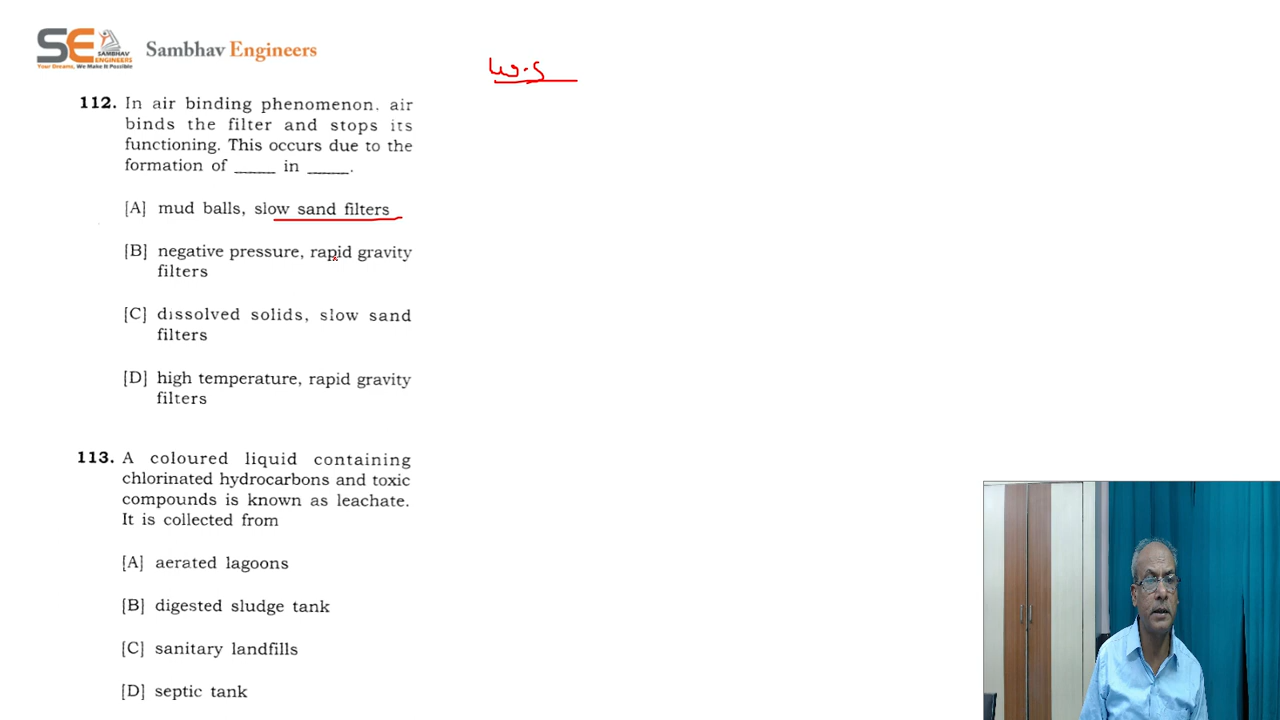 SE
SAMBHAV
ENGINEERS
Your Dreams, We Make It Possible
Sambhav Engineers
W.S
112. In air binding phenomenon. air
binds the filter and stops its
functioning. This occurs due to the
formation of _____ in _____.
[A] mud balls, slow sand filters
[B] negative pressure, rapid gravity
filters
[C] dissolved solids, slow sand
filters
[D] high temperature, rapid gravity
filters
113. A coloured liquid containing
chlorinated hydrocarbons and toxic
compounds is known as leachate.
It is collected from
[A] aerated lagoons
[B] digested sludge tank
[C] sanitary landfills
[D] septic tank